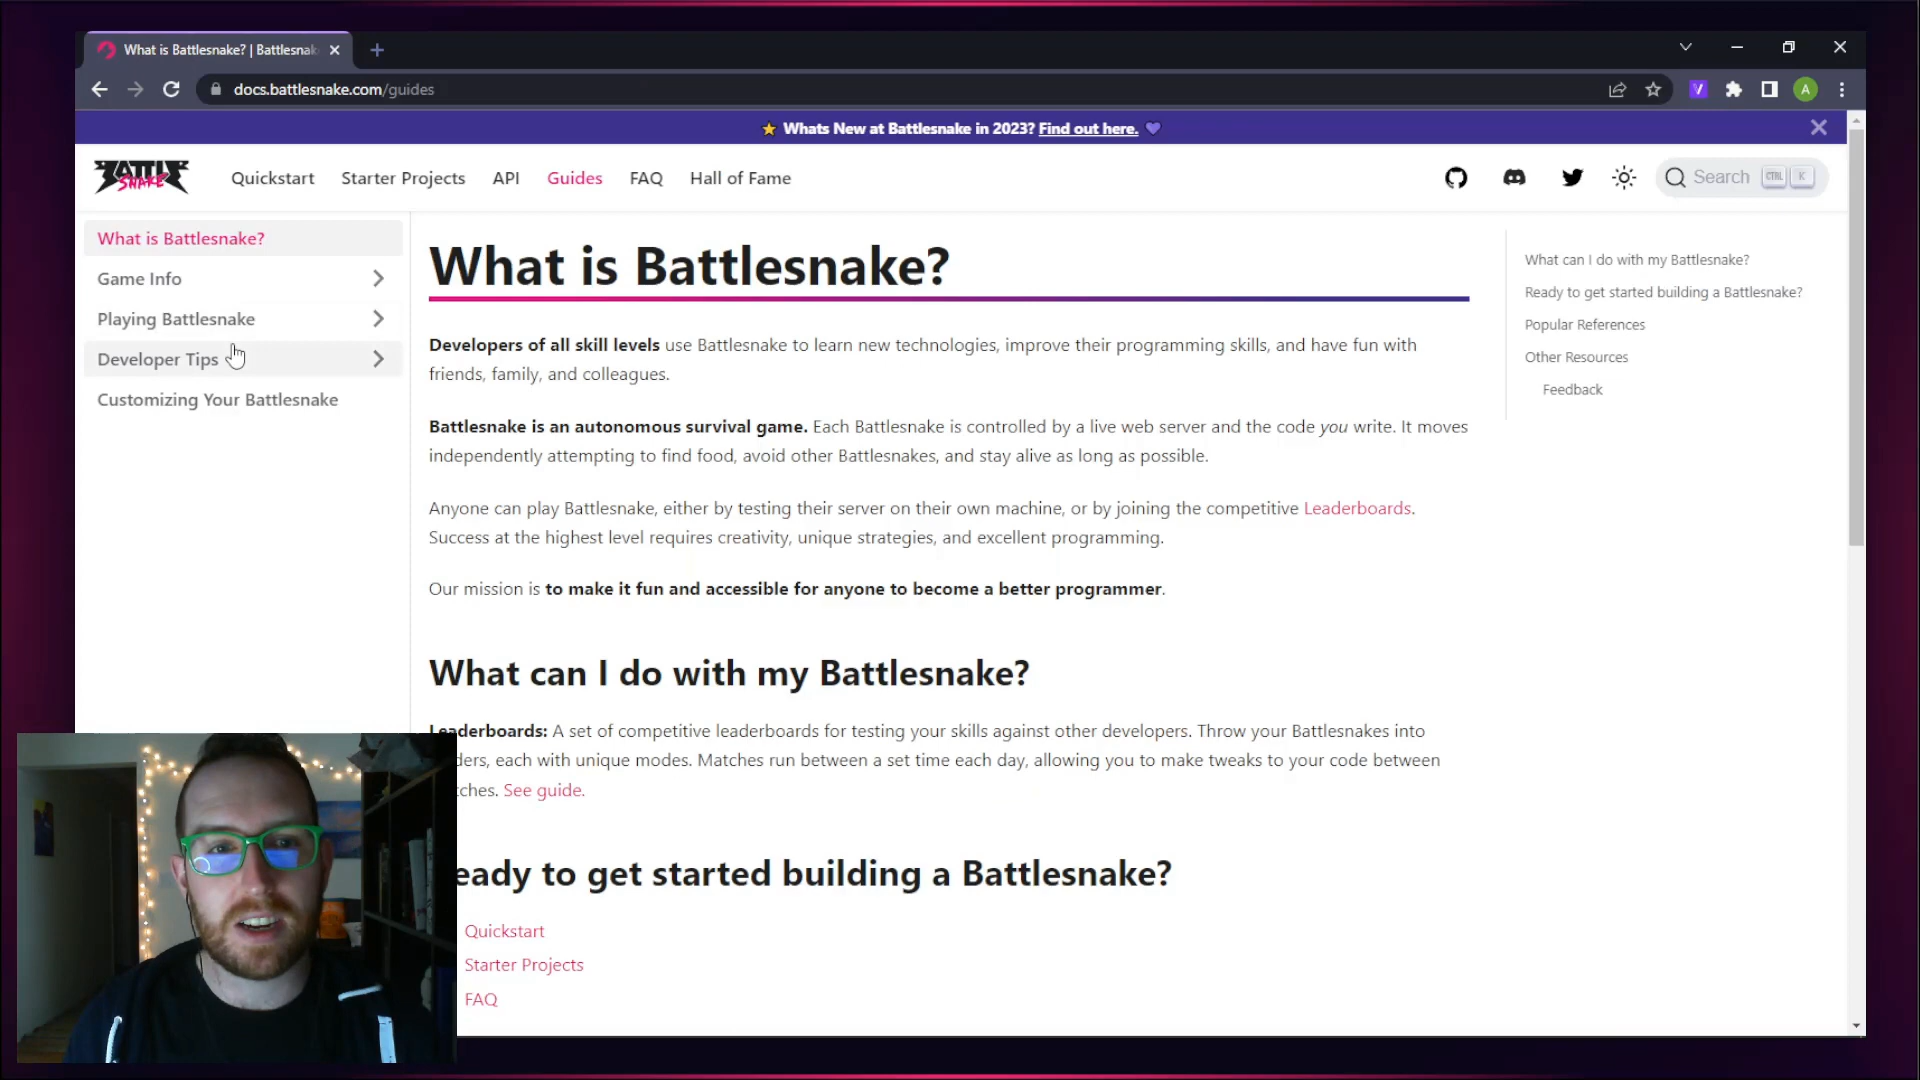 What is Battlesnake? | Battlesnak
docs.battlesnake.com/guides
V
A
⭐ Whats New at Battlesnake in 2023? Find out here. 💜
BATTLE
SNAKE
Quickstart Starter Projects API Guides FAQ Hall of Fame
Search CTRL K
What is Battlesnake?
Game Info
Playing Battlesnake
Developer Tips
Customizing Your Battlesnake
What is Battlesnake?
Developers of all skill levels use Battlesnake to learn new technologies, improve their programming skills, and have fun with
friends, family, and colleagues.
Battlesnake is an autonomous survival game. Each Battlesnake is controlled by a live web server and the code you write. It moves
independently attempting to find food, avoid other Battlesnakes, and stay alive as long as possible.
Anyone can play Battlesnake, either by testing their server on their own machine, or by joining the competitive Leaderboards.
Success at the highest level requires creativity, unique strategies, and excellent programming.
Our mission is to make it fun and accessible for anyone to become a better programmer.
What can I do with my Battlesnake?
Leaderboards: A set of competitive leaderboards for testing your skills against other developers. Throw your Battlesnakes into
ders, each with unique modes. Matches run between a set time each day, allowing you to make tweaks to your code between
tches. See guide.
eady to get started building a Battlesnake?
Quickstart
Starter Projects
FAQ
What can I do with my Battlesnake?
Ready to get started building a Battlesnake?
Popular References
Other Resources
Feedback